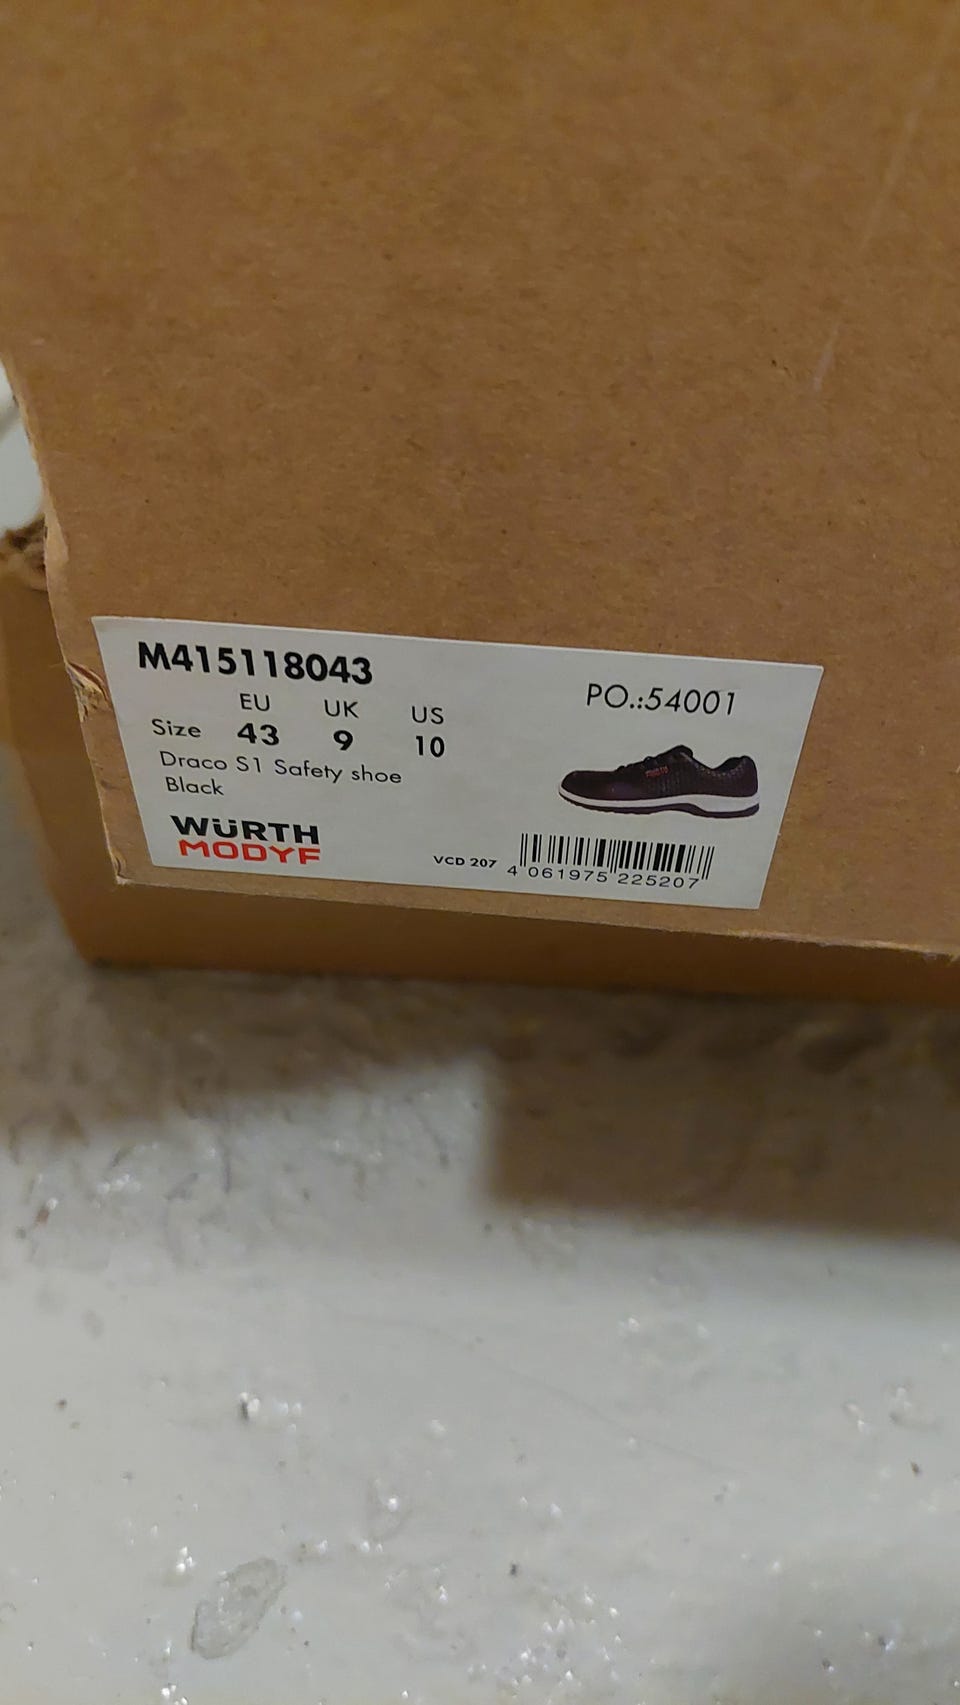 M415118043
PO.:54001
EU UK US
Size 43 9 10
Draco S1 Safety shoe
Black
WÜRTH
MODYF
VCD 207
4 061975 225207